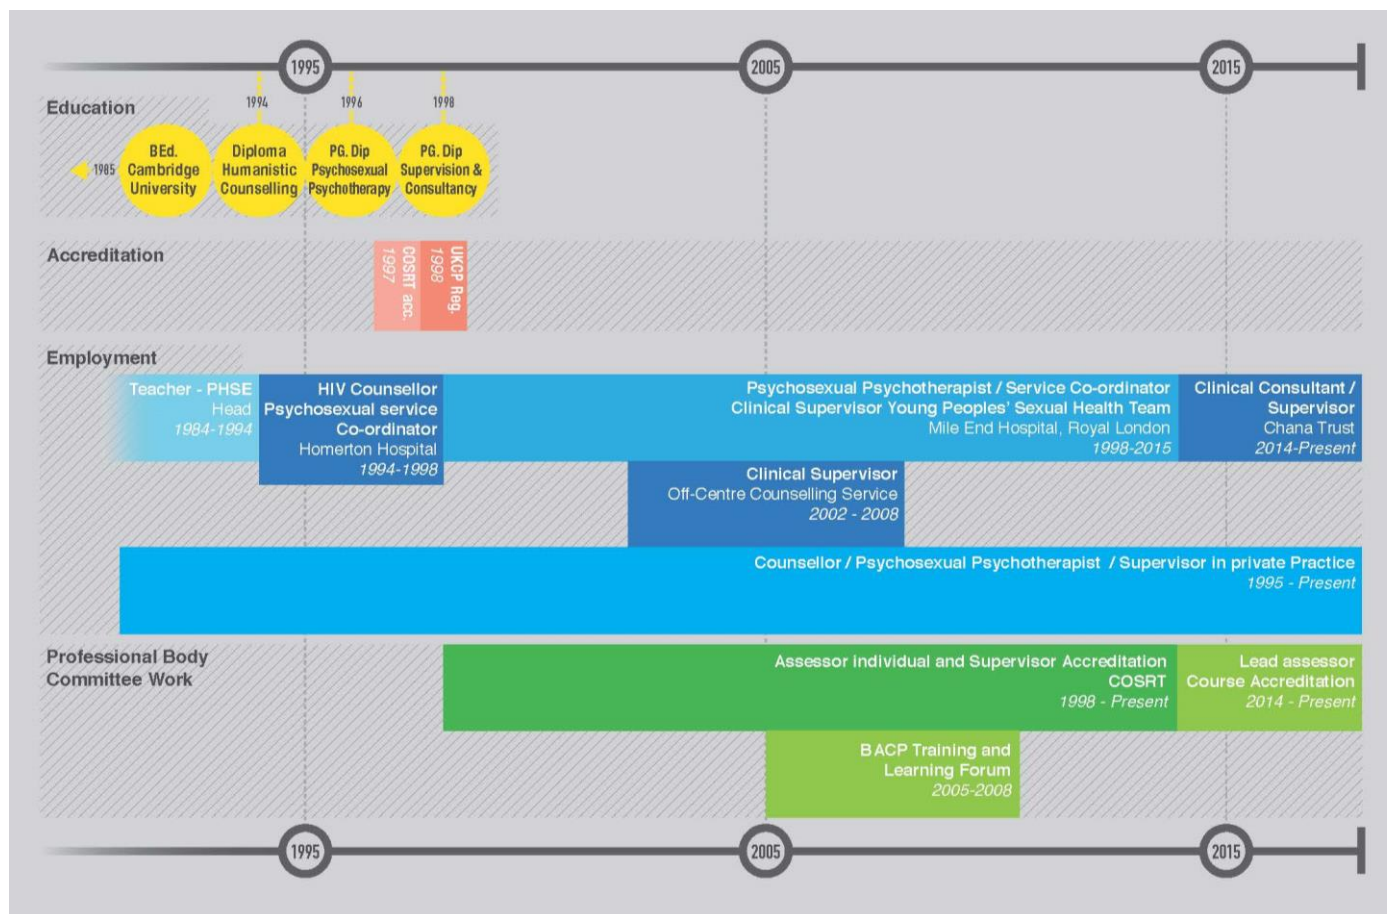 1995
2005
2015
Education
1994
1996
1998
1985
BEd.
Cambridge
University
Diploma
Humanistic
Counselling
PG. Dip
Psychosexual
Psychotherapy
PG. Dip
Supervision &
Consultancy
Accreditation
COSRT acc.
1997
UKCP Reg.
1998
Employment
Teacher - PHSE
Head
1984-1994
HIV Counsellor
Psychosexual service
Co-ordinator
Homerton Hospital
1994-1998
Psychosexual Psychotherapist / Service Co-ordinator
Clinical Supervisor Young Peoples' Sexual Health Team
Mile End Hospital, Royal London
1998-2015
Clinical Consultant /
Supervisor
Chana Trust
2014-Present
Clinical Supervisor
Off-Centre Counselling Service
2002 - 2008
Counsellor / Psychosexual Psychotherapist / Supervisor in private Practice
1995 - Present
Professional Body
Committee Work
Assessor individual and Supervisor Accreditation
COSRT
1998 - Present
Lead assessor
Course Accreditation
2014 - Present
BACP Training and
Learning Forum
2005-2008
1995
2005
2015